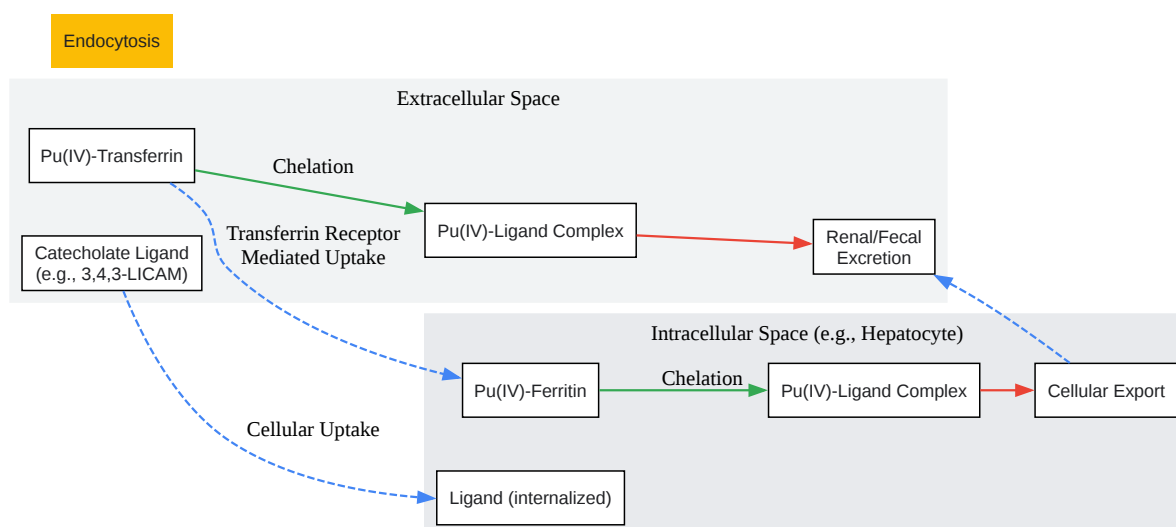 Endocytosis
Extracellular Space
Pu(IV)-Transferrin
Chelation
Pu(IV)-Ligand Complex
Transferrin Receptor
Mediated Uptake
Renal/Fecal
Excretion
Catecholate Ligand
(e.g., 3,4,3-LICAM)
Intracellular Space (e.g., Hepatocyte)
Pu(IV)-Ferritin
Chelation
Pu(IV)-Ligand Complex
Cellular Export
Cellular Uptake
Ligand (internalized)